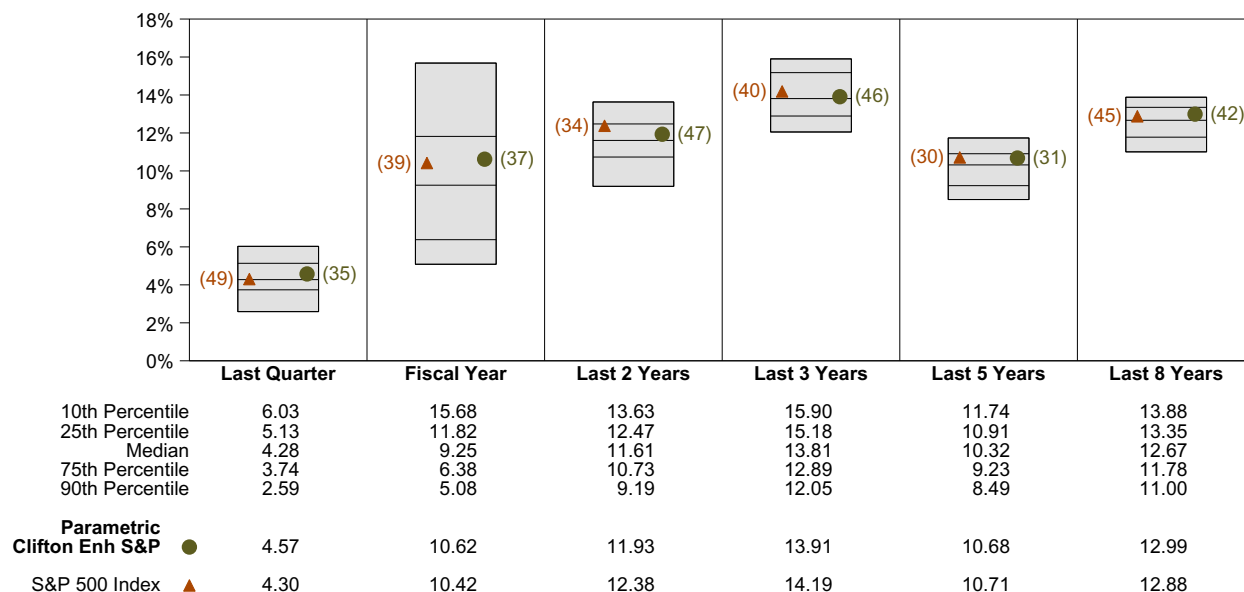 18%
16%
14%
12%
10%
8%
6%
4%
2%
0%
(49) (35)
(39) (37)
(34) (47)
(40) (46)
(30) (31)
(45) (42)
Last Quarter Fiscal Year Last 2 Years Last 3 Years Last 5 Years Last 8 Years
10th Percentile 6.03 15.68 13.63 15.90 11.74 13.88
25th Percentile 5.13 11.82 12.47 15.18 10.91 13.35
Median 4.28 9.25 11.61 13.81 10.32 12.67
75th Percentile 3.74 6.38 10.73 12.89 9.23 11.78
90th Percentile 2.59 5.08 9.19 12.05 8.49 11.00
Parametric
Clifton Enh S&P 4.57 10.62 11.93 13.91 10.68 12.99
S&P 500 Index 4.30 10.42 12.38 14.19 10.71 12.88